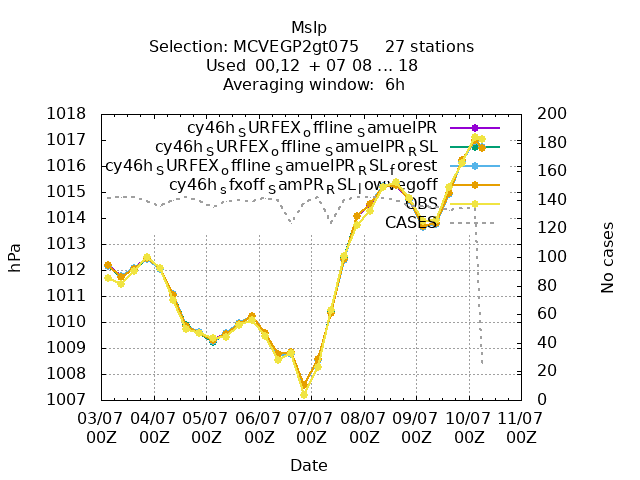 Mslp
Selection: MCVEGP2gt075 27 stations
Used 00,12 + 07 08 ... 18
Averaging window: 6h
cy46h_SURFEX_offline_SamuelPR
cy46h_SURFEX_offline_SamuelPR_RSL
cy46h_SURFEX_offline_SamuelPR_RSL_forest
cy46h_sfxoff_SamPR_RSL_lowvegoff
OBS
CASES
hPa
1018
1017
1016
1015
1014
1013
1012
1011
1010
1009
1008
1007
200
180
160
140
120
100
80
60
40
20
0
No cases
03/07 04/07 05/07 06/07 07/07 08/07 09/07 10/07 11/07
00Z 00Z 00Z 00Z 00Z 00Z 00Z 00Z 00Z
Date